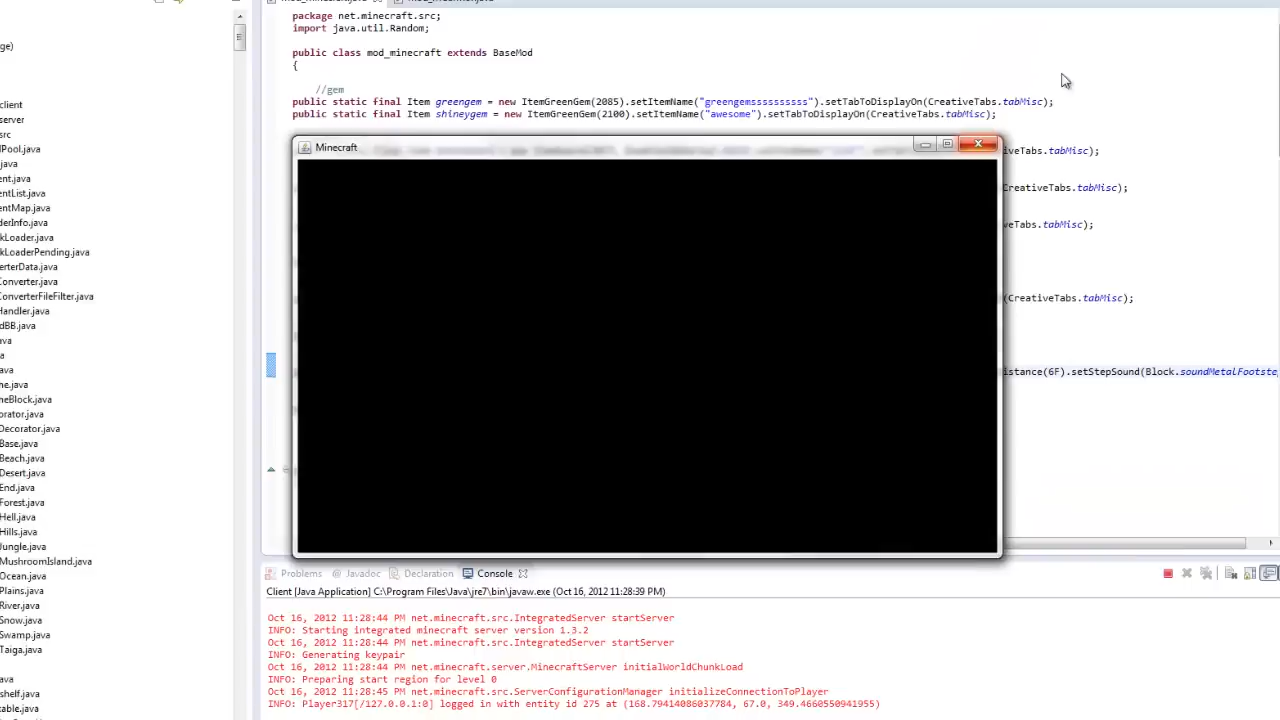 package net.minecraft.src;
import java.util.Random;
public class mod_minecraft extends BaseMod
{
//gem
public static final Item greengem = new ItemGreenGem(2085).setItemName("greengemssssssssss").setTabToDisplayOn(CreativeTabs.tabMisc);
public static final Item shineygem = new ItemGreenGem(2100).setItemName("awesome").setTabToDisplayOn(CreativeTabs.tabMisc);
Minecraft
eTabs.tabMisc);
CreativeTabs.tabMisc);
veTabs.tabMisc);
(CreativeTabs.tabMisc);
istance(6F).setStepSound(Block.soundMetalFootste
ge)
client
server
src
lPool.java
.java
ent.java
entList.java
entMap.java
derInfo.java
kLoader.java
kLoaderPending.java
erterData.java
Converter.java
ConverterFileFilter.java
Handler.java
dBB.java
ava
a
ava
ne.java
neBlock.java
orator.java
Decorator.java
Base.java
Beach.java
Desert.java
End.java
Forest.java
Hell.java
Hills.java
Jungle.java
MushroomIsland.java
Ocean.java
Plains.java
River.java
Snow.java
Swamp.java
Taiga.java
ava
shelf.java
table.java
Problems @ Javadoc Declaration Console
Client [Java Application] C:\Program Files\Java\jre7\bin\javaw.exe (Oct 16, 2012 11:28:39 PM)
Oct 16, 2012 11:28:44 PM net.minecraft.src.IntegratedServer startServer
INFO: Starting integrated minecraft server version 1.3.2
Oct 16, 2012 11:28:44 PM net.minecraft.src.IntegratedServer startServer
INFO: Generating keypair
Oct 16, 2012 11:28:44 PM net.minecraft.server.MinecraftServer initialWorldChunkLoad
INFO: Preparing start region for level 0
Oct 16, 2012 11:28:45 PM net.minecraft.src.ServerConfigurationManager initializeConnectionToPlayer
INFO: Player317[/127.0.0.1:0] logged in with entity id 275 at (168.79414086037784, 67.0, 349.4660550941955)